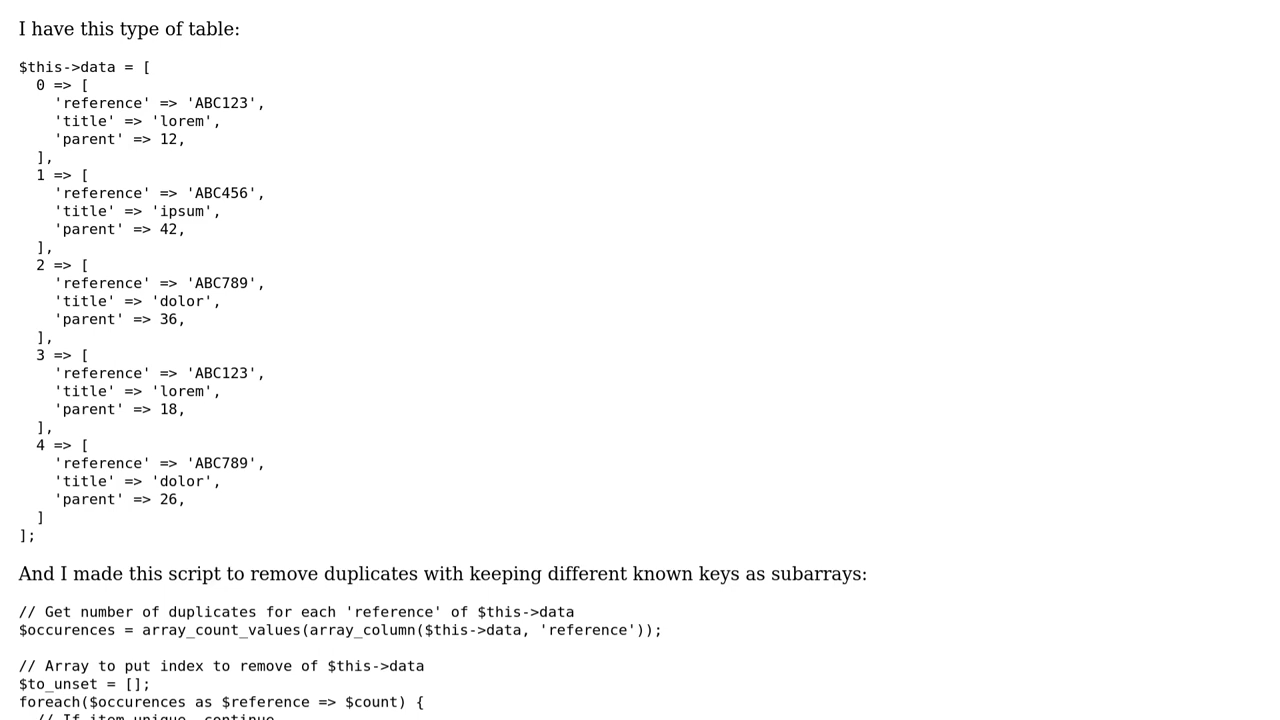 I have this type of table:
$this->data = [
  0 => [
    'reference' => 'ABC123',
    'title' => 'lorem',
    'parent' => 12,
  ],
  1 => [
    'reference' => 'ABC456',
    'title' => 'ipsum',
    'parent' => 42,
  ],
  2 => [
    'reference' => 'ABC789',
    'title' => 'dolor',
    'parent' => 36,
  ],
  3 => [
    'reference' => 'ABC123',
    'title' => 'lorem',
    'parent' => 18,
  ],
  4 => [
    'reference' => 'ABC789',
    'title' => 'dolor',
    'parent' => 26,
  ]
];
And I made this script to remove duplicates with keeping different known keys as subarrays:
// Get number of duplicates for each 'reference' of $this->data
$occurences = array_count_values(array_column($this->data, 'reference'));
// Array to put index to remove of $this->data
$to_unset = [];
foreach($occurences as $reference => $count) {
  // If item unique, continue